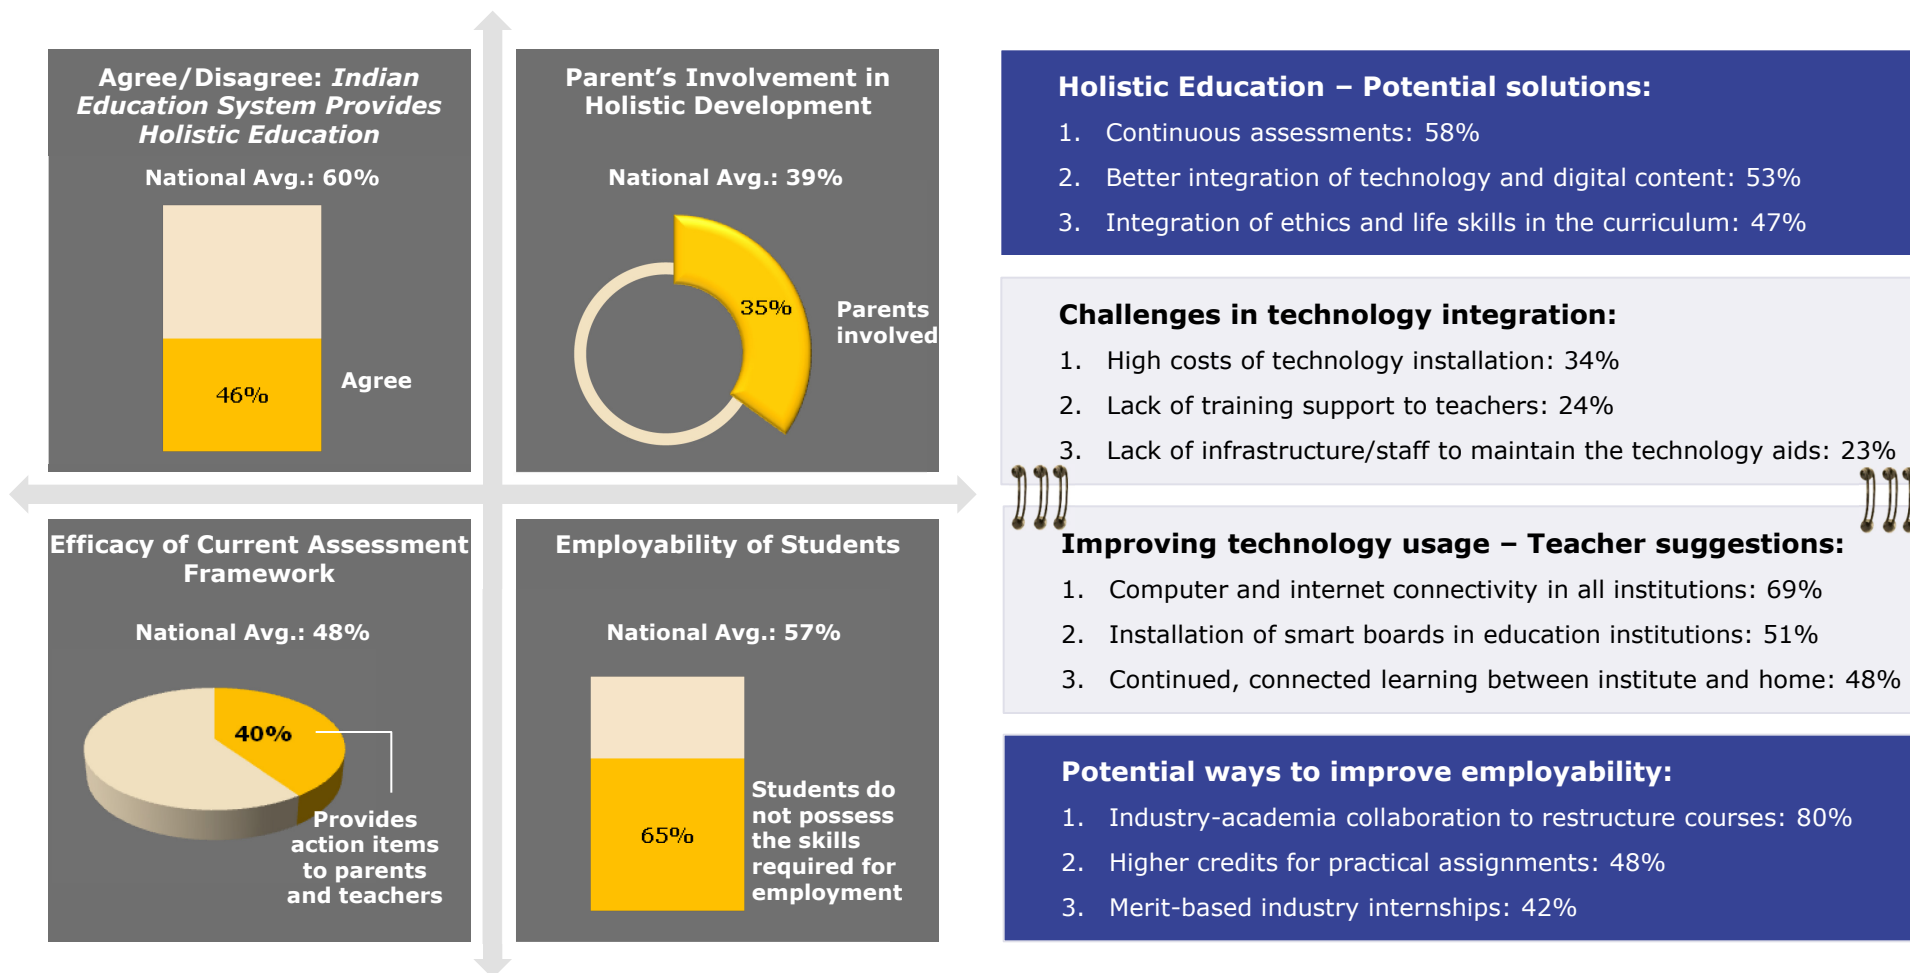 Agree/Disagree: Indian
Education System Provides
Holistic Education
National Avg.: 60%
46%
Agree
Parent’s Involvement in
Holistic Development
National Avg.: 39%
35%
Parents
involved
Efficacy of Current Assessment
Framework
National Avg.: 48%
40%
Provides
action items
to parents
and teachers
Employability of Students
National Avg.: 57%
65%
Students do
not possess
the skills
required for
employment
Holistic Education – Potential solutions:
1. Continuous assessments: 58%
2. Better integration of technology and digital content: 53%
3. Integration of ethics and life skills in the curriculum: 47%
Challenges in technology integration:
1. High costs of technology installation: 34%
2. Lack of training support to teachers: 24%
3. Lack of infrastructure/staff to maintain the technology aids: 23%
Improving technology usage – Teacher suggestions:
1. Computer and internet connectivity in all institutions: 69%
2. Installation of smart boards in education institutions: 51%
3. Continued, connected learning between institute and home: 48%
Potential ways to improve employability:
1. Industry-academia collaboration to restructure courses: 80%
2. Higher credits for practical assignments: 48%
3. Merit-based industry internships: 42%